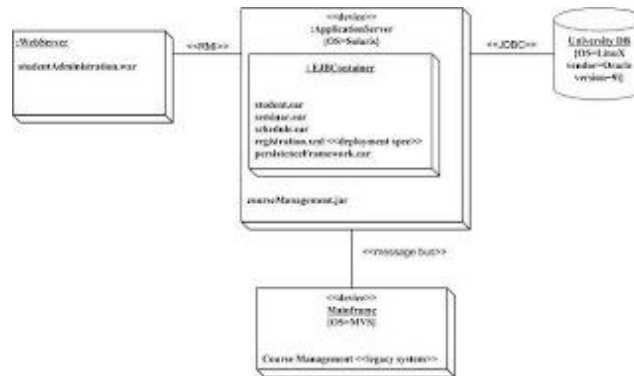 :WebServer
studentAdministration.war
<<RMI>>
<<device>>
:ApplicationServer
[OS=Solaris]
: EJBContainer
student.ear
seminar.ear
schedule.ear
registration.xml <<deployment spec>>
persistenceFramework.ear
courseManagement.jar
<<JDBC>>
University DB
[OS=LinuX
vendor=Oracle
version=9i]
<<message bus>>
<<device>>
Mainframe
[OS=MVS]
Course Management <<legacy system>>